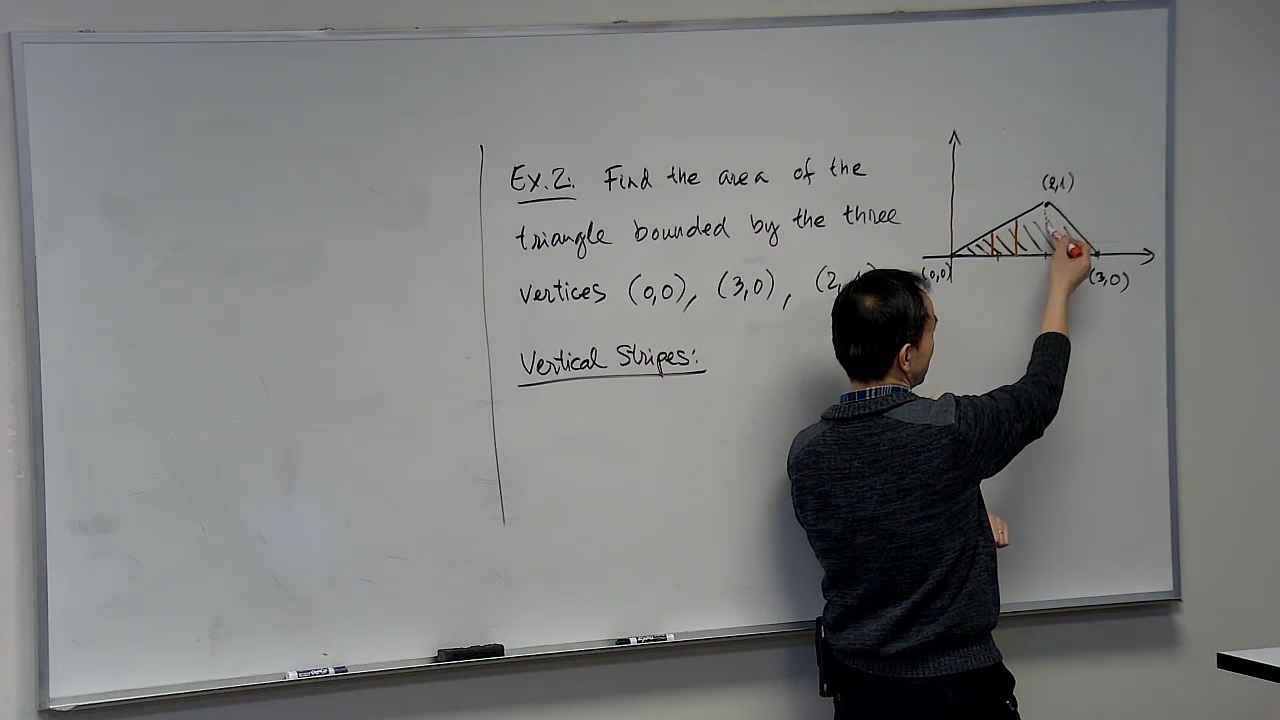 Ex.2. Find the area of the
triangle bounded by the three
vertices (0,0), (3,0), (2,
Vertical Stripes:
(2,1)
(0,0)
(3,0)